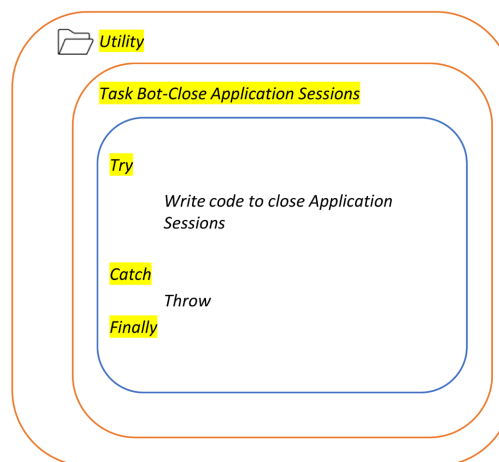 Utility
Task Bot-Close Application Sessions
Try
Write code to close Application
Sessions
Catch
Throw
Finally